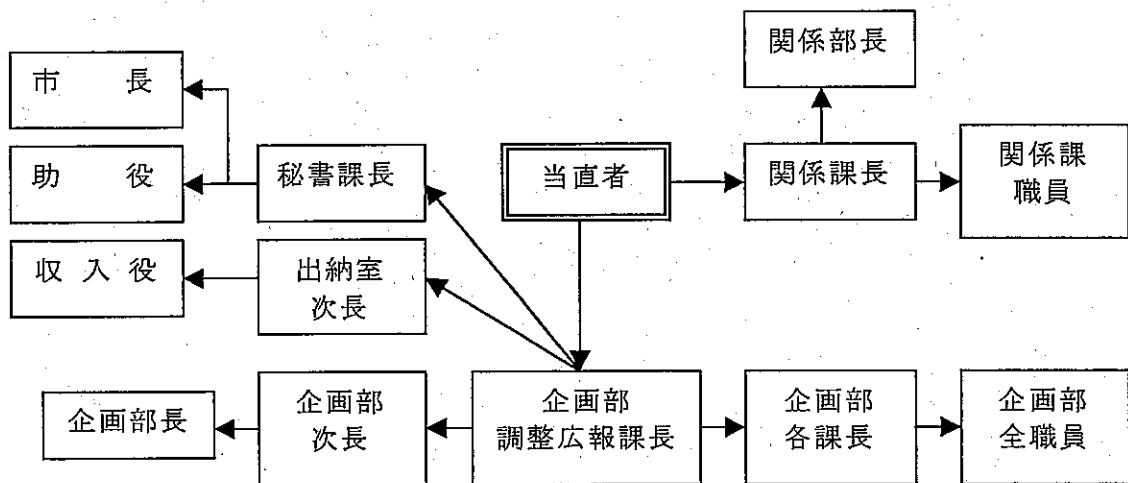 関係部長
市長
助役
秘書課長
当直者
関係課長
関係課
職員
収入役
出納室
次長
企画部長
企画部
次長
企画部
調整広報課長
企画部
各課長
企画部
全職員